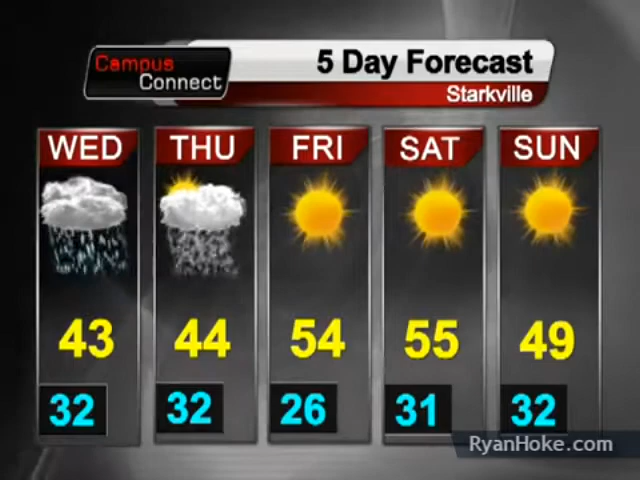 Campus
Connect
5 Day Forecast
Starkville
WED THU FRI SAT SUN
43 44 54 55 49
32 32 26 31 32
RyanHoke.com